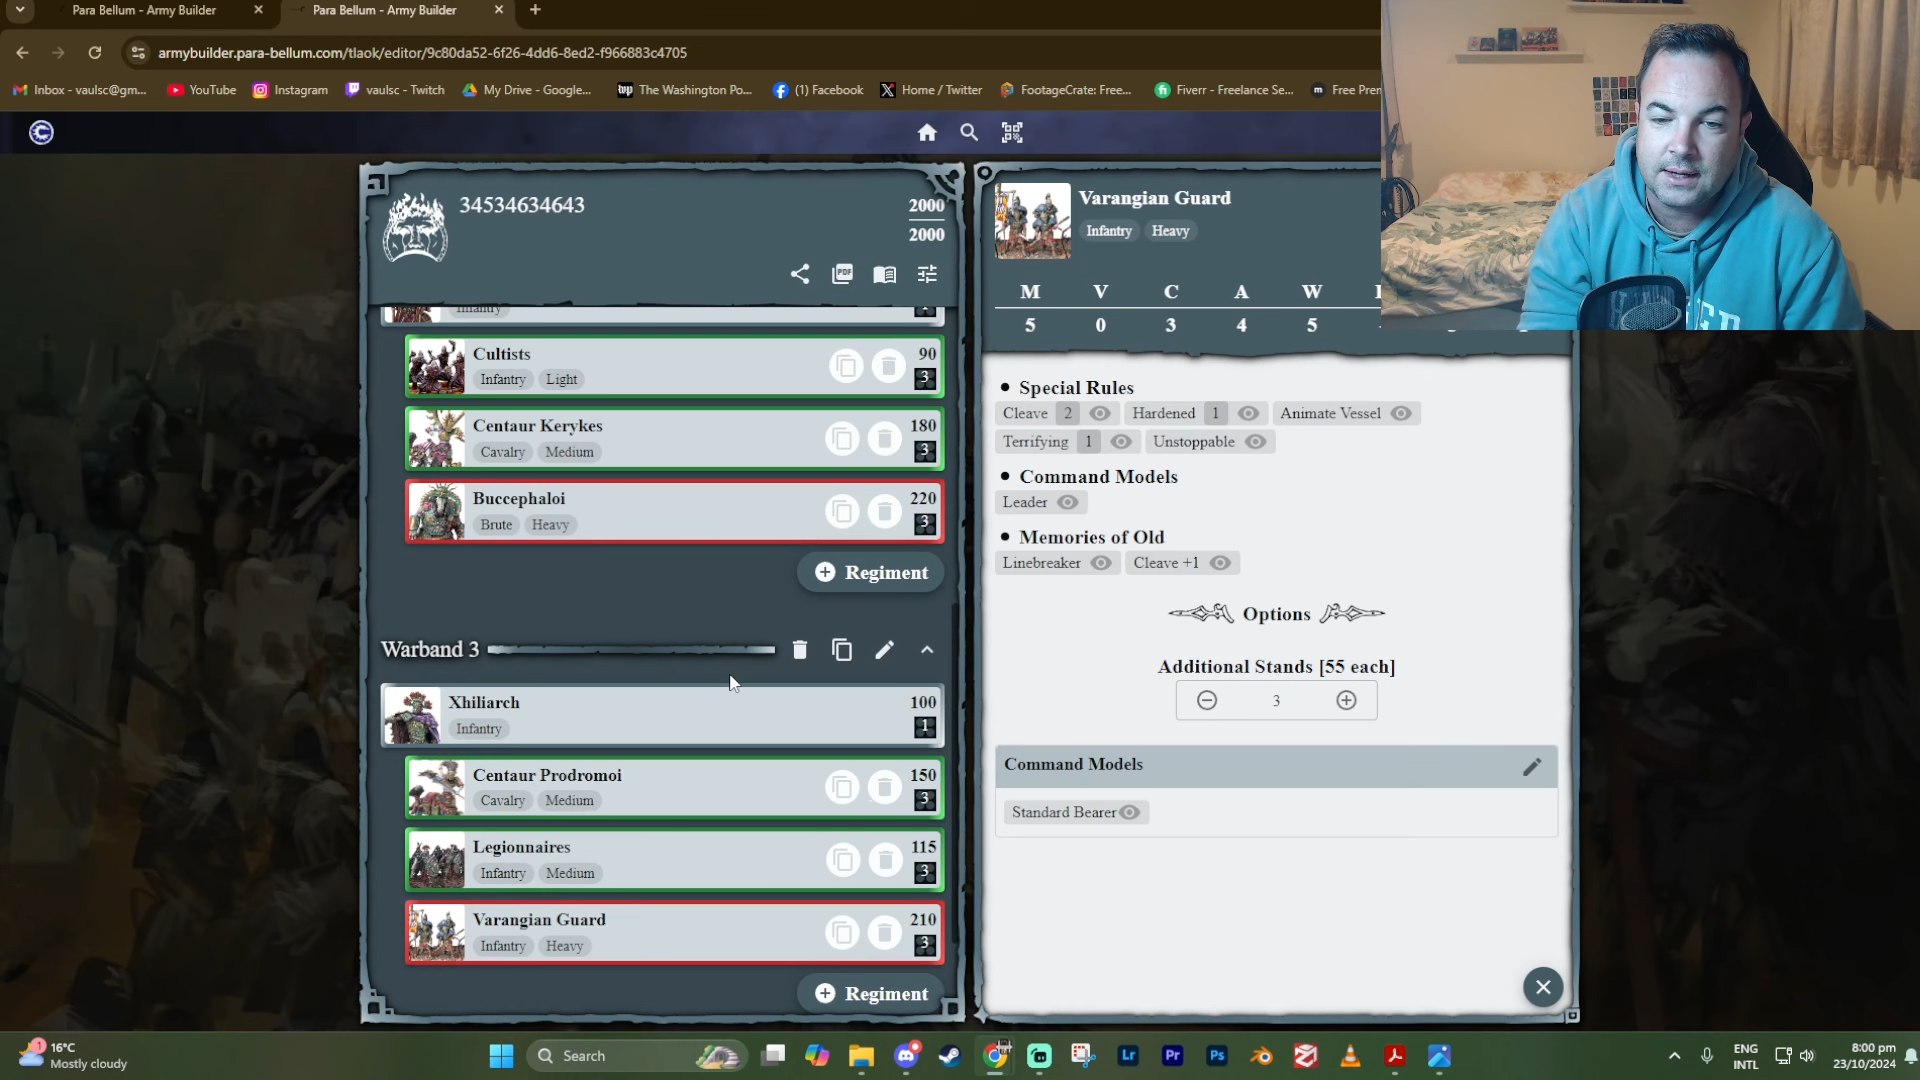 Para Bellum - Army Builder
Para Bellum - Army Builder
armybuilder.para-bellum.com/tlaok/editor/9c80da52-6f26-4dd6-8ed2-f966883c4705
Inbox - vaulsc@gm...
YouTube
Instagram
vaulsc - Twitch
My Drive - Google...
The Washington Po...
(1) Facebook
Home / Twitter
FootageCrate: Free...
Fiverr - Freelance Se...
Free Pren
34534634643
2000
2000
PDF
Infantry
Cultists
90
Infantry Light
3
Centaur Kerykes
180
Cavalry Medium
3
Buccephaloi
220
Brute Heavy
3
Regiment
Warband 3
Xhiliarch
100
Infantry
1
Centaur Prodromoi
150
Cavalry Medium
3
Legionnaires
115
Infantry Medium
3
Varangian Guard
210
Infantry Heavy
3
Regiment
Varangian Guard
Infantry Heavy
M V C A W
5 0 3 4 5
Special Rules
Cleave 2 Hardened 1 Animate Vessel
Terrifying 1 Unstoppable
Command Models
Leader
Memories of Old
Linebreaker Cleave +1
Options
Additional Stands [55 each]
3
Command Models
Standard Bearer
1
16°C
Mostly cloudy
Search
Lr
Pr
Ps
ENG
INTL
8:00 pm
23/10/2024